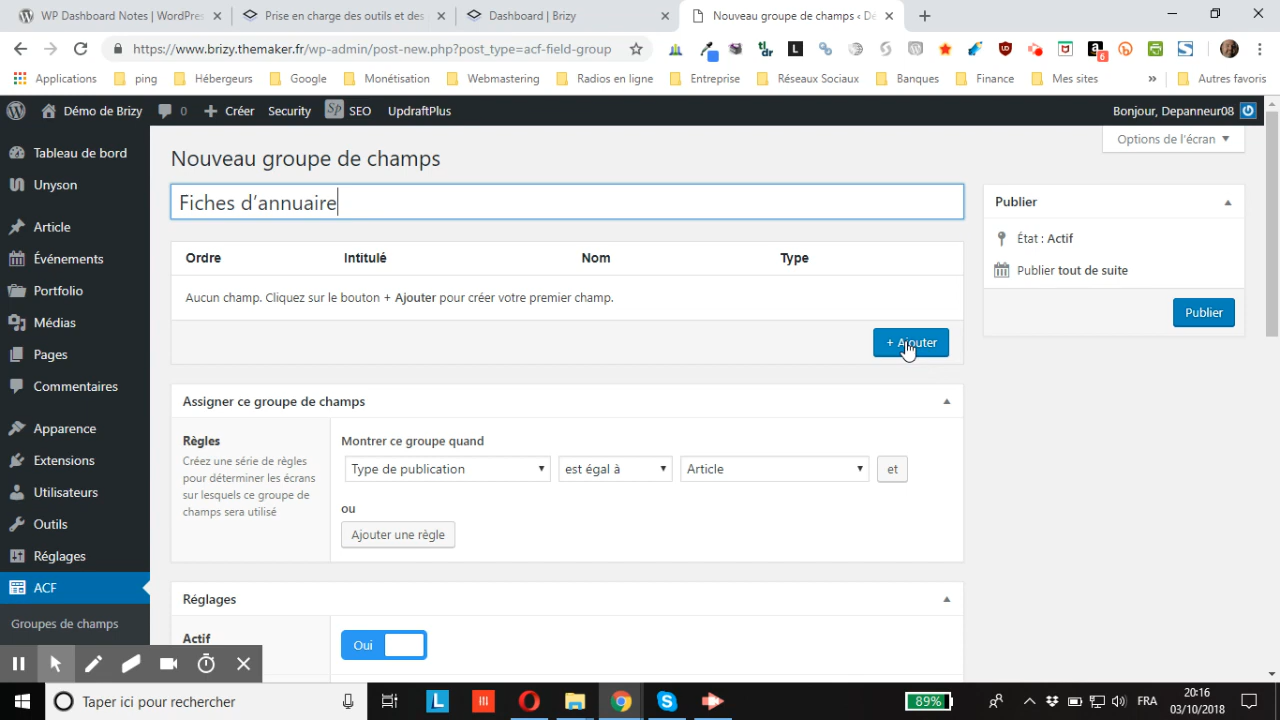 WP Dashboard Notes | WordPre
Prise en charge des outils et des
Dashboard | Brizy
Nouveau groupe de champs ‹ Dé
https://www.brizy.themaker.fr/wp-admin/post-new.php?post_type=acf-field-group
Applications
ping
Hébergeurs
Google
Monétisation
Webmastering
Radios en ligne
Entreprise
Réseaux Sociaux
Banques
Finance
Mes sites
»
Autres favoris
Démo de Brizy
0
+ Créer
Security
Sp SEO
UpdraftPlus
Bonjour, Depanneur08
Options de l'écran
Tableau de bord
Unyson
Article
Événements
Portfolio
Médias
Pages
Commentaires
Apparence
Extensions
Utilisateurs
Outils
Réglages
ACF
Groupes de champs
Nouveau groupe de champs
Fiches d'annuaire
Ordre
Intitulé
Nom
Type
Aucun champ. Cliquez sur le bouton + Ajouter pour créer votre premier champ.
+ Ajouter
Assigner ce groupe de champs
Règles
Créez une série de règles
pour déterminer les écrans
sur lesquels ce groupe de
champs sera utilisé
Montrer ce groupe quand
Type de publication
est égal à
Article
et
ou
Ajouter une règle
Réglages
Actif
Oui
Publier
État : Actif
Publier tout de suite
Publier
Taper ici pour rechercher
89%
FRA
20:16
03/10/2018